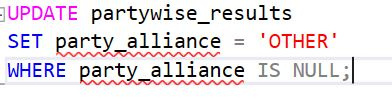 UPDATE partywise_results
SET party_alliance = 'OTHER'
WHERE party_alliance IS NULL;